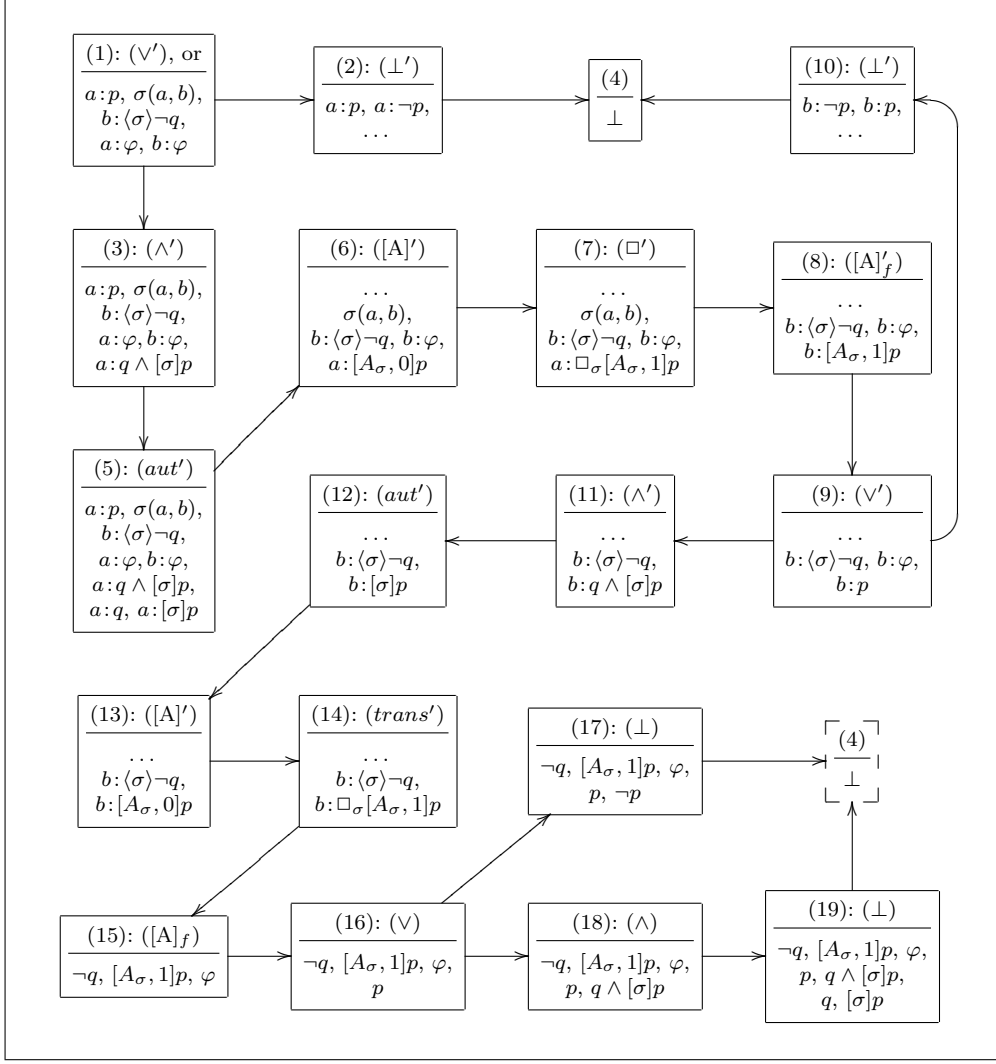 (1): (∨′), or
a:p, σ(a, b),
b:⟨σ⟩¬q,
a:φ, b:φ
(2): (⊥′)
a:p, a:¬p,
...
(4)
⊥
(10): (⊥′)
b:¬p, b:p,
...
(3): (∧′)
a:p, σ(a, b),
b:⟨σ⟩¬q,
a:φ, b:φ,
a:q ∧ [σ]p
(6): ([A]′)
...
σ(a, b),
b:⟨σ⟩¬q, b:φ,
a:[A_σ, 0]p
(7): (□′)
...
σ(a, b),
b:⟨σ⟩¬q, b:φ,
a:□_σ[A_σ, 1]p
(8): ([A]′_f)
...
b:⟨σ⟩¬q, b:φ,
b:[A_σ, 1]p
(5): (aut′)
a:p, σ(a, b),
b:⟨σ⟩¬q,
a:φ, b:φ,
a:q ∧ [σ]p,
a:q, a:[σ]p
(12): (aut′)
...
b:⟨σ⟩¬q,
b:[σ]p
(11): (∧′)
...
b:⟨σ⟩¬q,
b:q ∧ [σ]p
(9): (∨′)
...
b:⟨σ⟩¬q, b:φ,
b:p
(13): ([A]′)
...
b:⟨σ⟩¬q,
b:[A_σ, 0]p
(14): (trans′)
...
b:⟨σ⟩¬q,
b:□_σ[A_σ, 1]p
(17): (⊥)
¬q, [A_σ, 1]p, φ,
p, ¬p
(4)
⊥
(15): ([A]_f)
¬q, [A_σ, 1]p, φ
(16): (∨)
¬q, [A_σ, 1]p, φ,
p
(18): (∧)
¬q, [A_σ, 1]p, φ,
p, q ∧ [σ]p
(19): (⊥)
¬q, [A_σ, 1]p, φ,
p, q ∧ [σ]p,
q, [σ]p